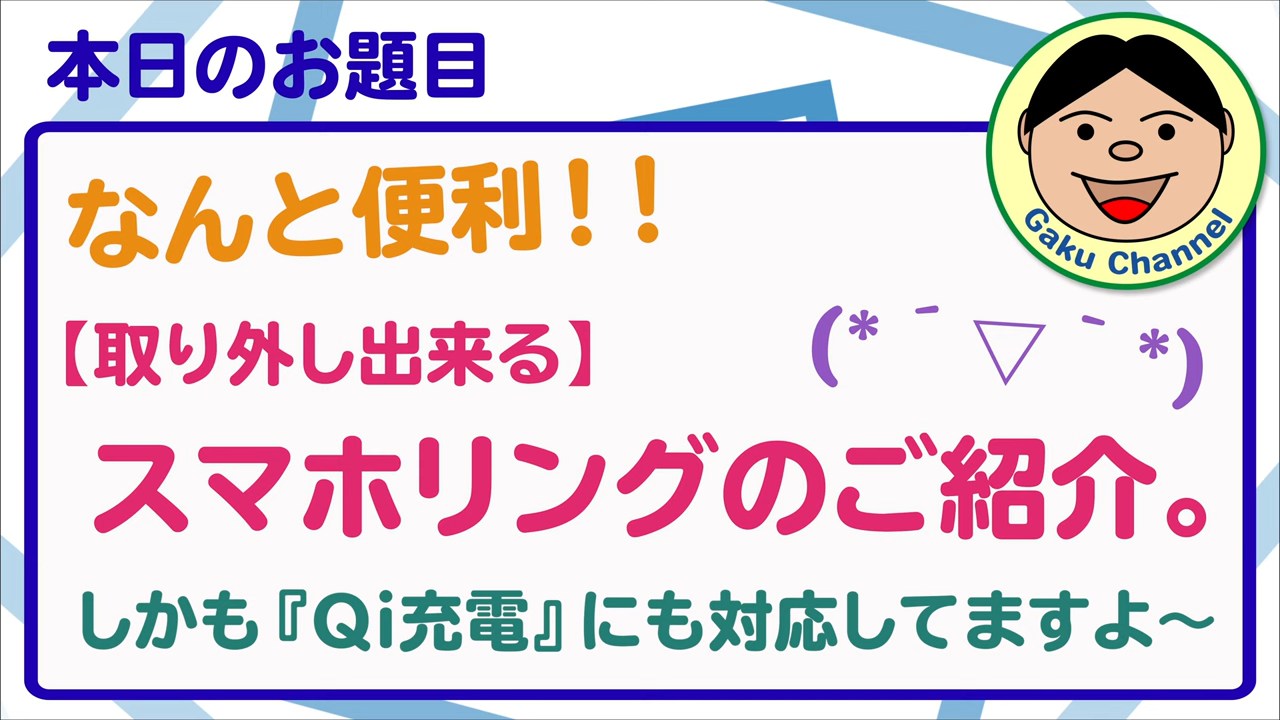 本日のお題目
なんと便利！！
【取り外し出来る】
(*¯▽¯*)
スマホリングのご紹介。
しかも『Qi充電』にも対応してますよ～
Gaku Channel